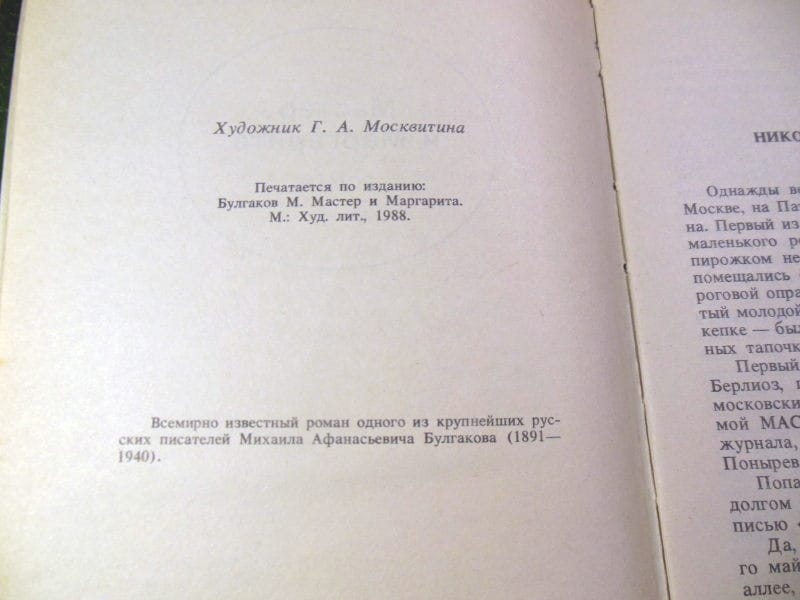 Художник Г. А. Москвитина
Печатается по изданию:
Булгаков М. Мастер и Маргарита.
М.: Худ. лит., 1988.
Всемирно известный роман одного из крупнейших рус-
ских писателей Михаила Афанасьевича Булгакова (1891—
1940).
НИКО
Однажды ве
Москве, на Па
на. Первый из
маленького р
пирожком не
помещались
роговой опра
тый молодой
кепке — бы
ных тапочк
Первый
Берлиоз,
московски
мой МАС
журнала,
Понырев
Попа
долгом
писью
Да,
го май
аллее,